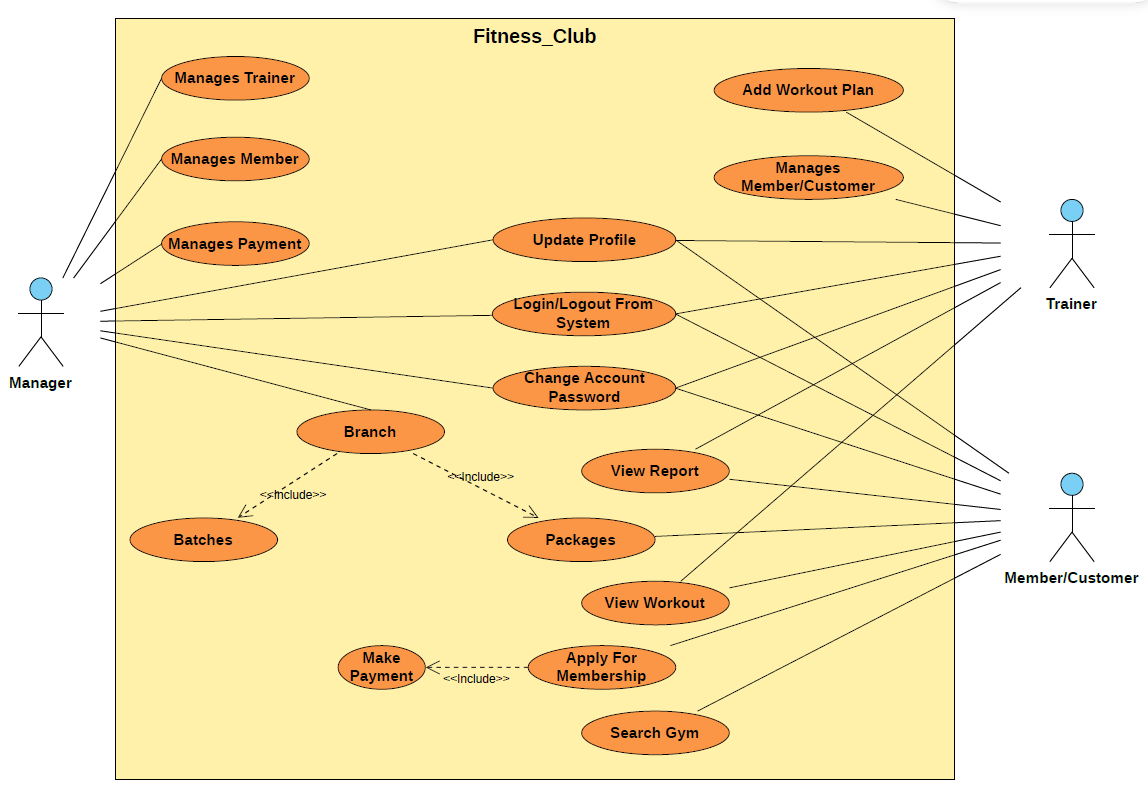 Fitness_Club
Manages Trainer
Add Workout Plan
Manages Member
Manages
Member/Customer
Manages Payment
Update Profile
Trainer
Login/Logout From
System
Manager
Change Account
Password
Branch
View Report
<<Include>>
<<Include>>
Batches
Packages
Member/Customer
View Workout
Make
Payment
<<Include>>
Apply For
Membership
Search Gym